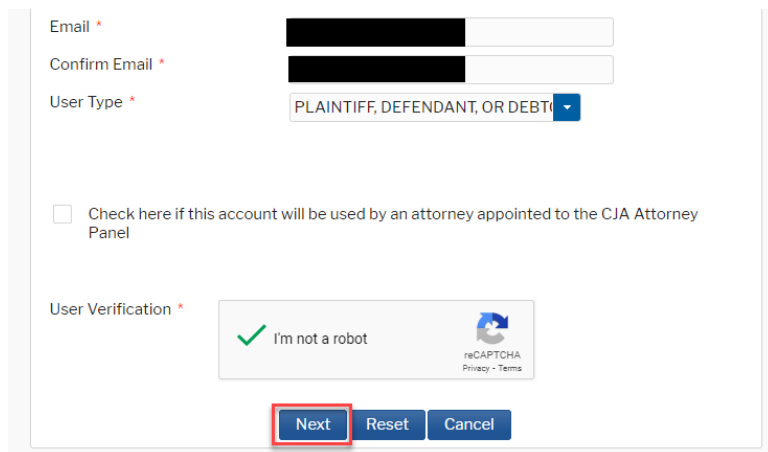 Email *
Confirm Email *
User Type *
PLAINTIFF, DEFENDANT, OR DEBT
Check here if this account will be used by an attorney appointed to the CJA Attorney
Panel
User Verification *
I'm not a robot
reCAPTCHA
Privacy - Terms
Next Reset Cancel